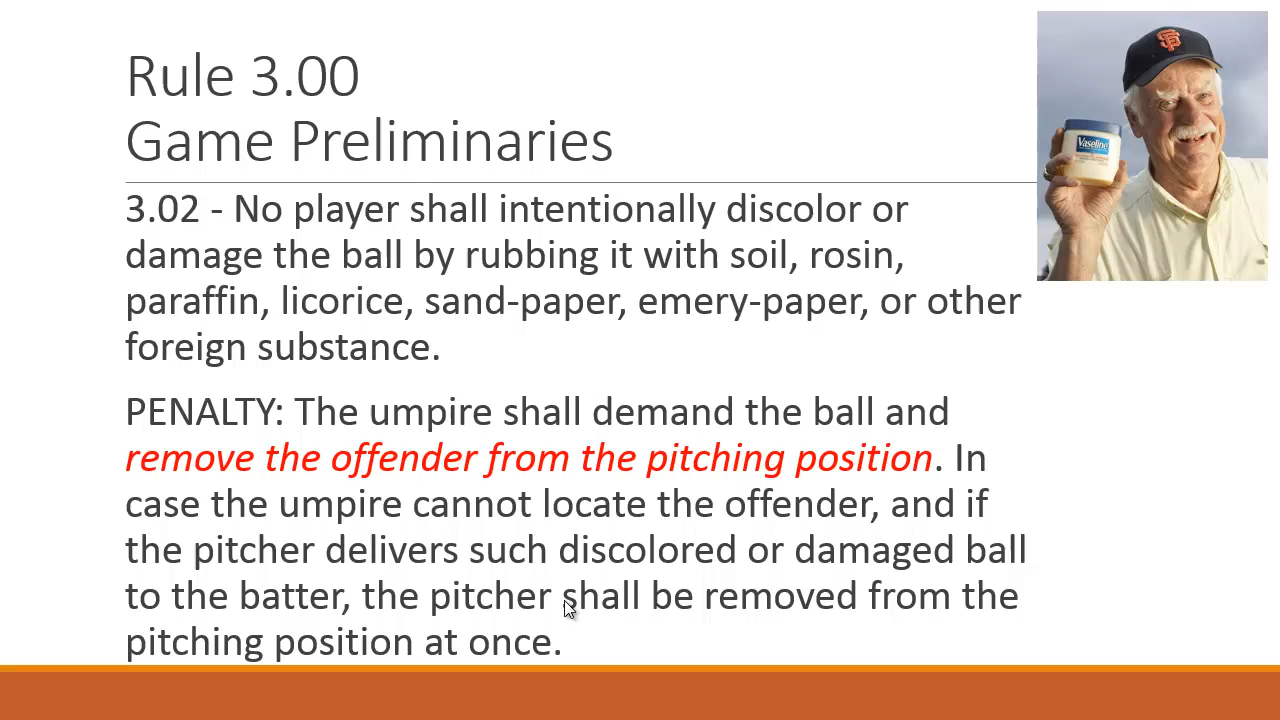 Rule 3.00
Game Preliminaries
3.02 - No player shall intentionally discolor or
damage the ball by rubbing it with soil, rosin,
paraffin, licorice, sand-paper, emery-paper, or other
foreign substance.
PENALTY: The umpire shall demand the ball and
remove the offender from the pitching position. In
case the umpire cannot locate the offender, and if
the pitcher delivers such discolored or damaged ball
to the batter, the pitcher shall be removed from the
pitching position at once.
SF
Vaseline